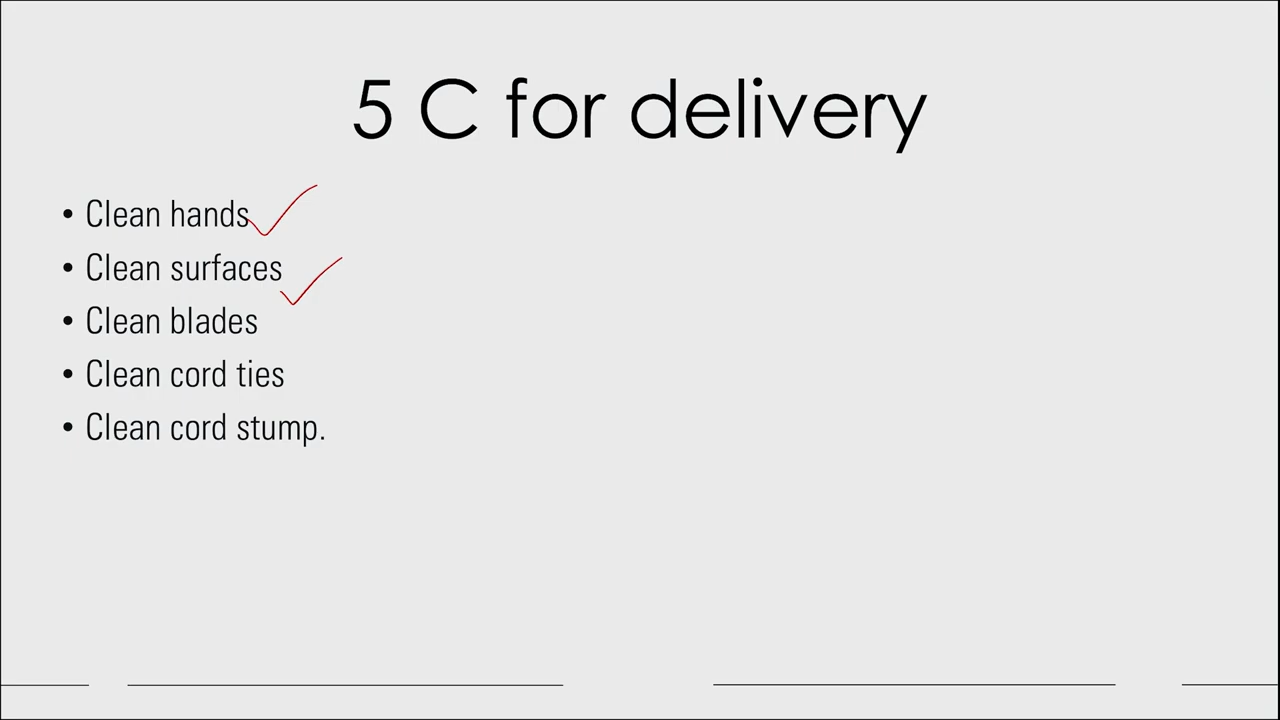 5 C for delivery
• Clean hands
• Clean surfaces
• Clean blades
• Clean cord ties
• Clean cord stump.